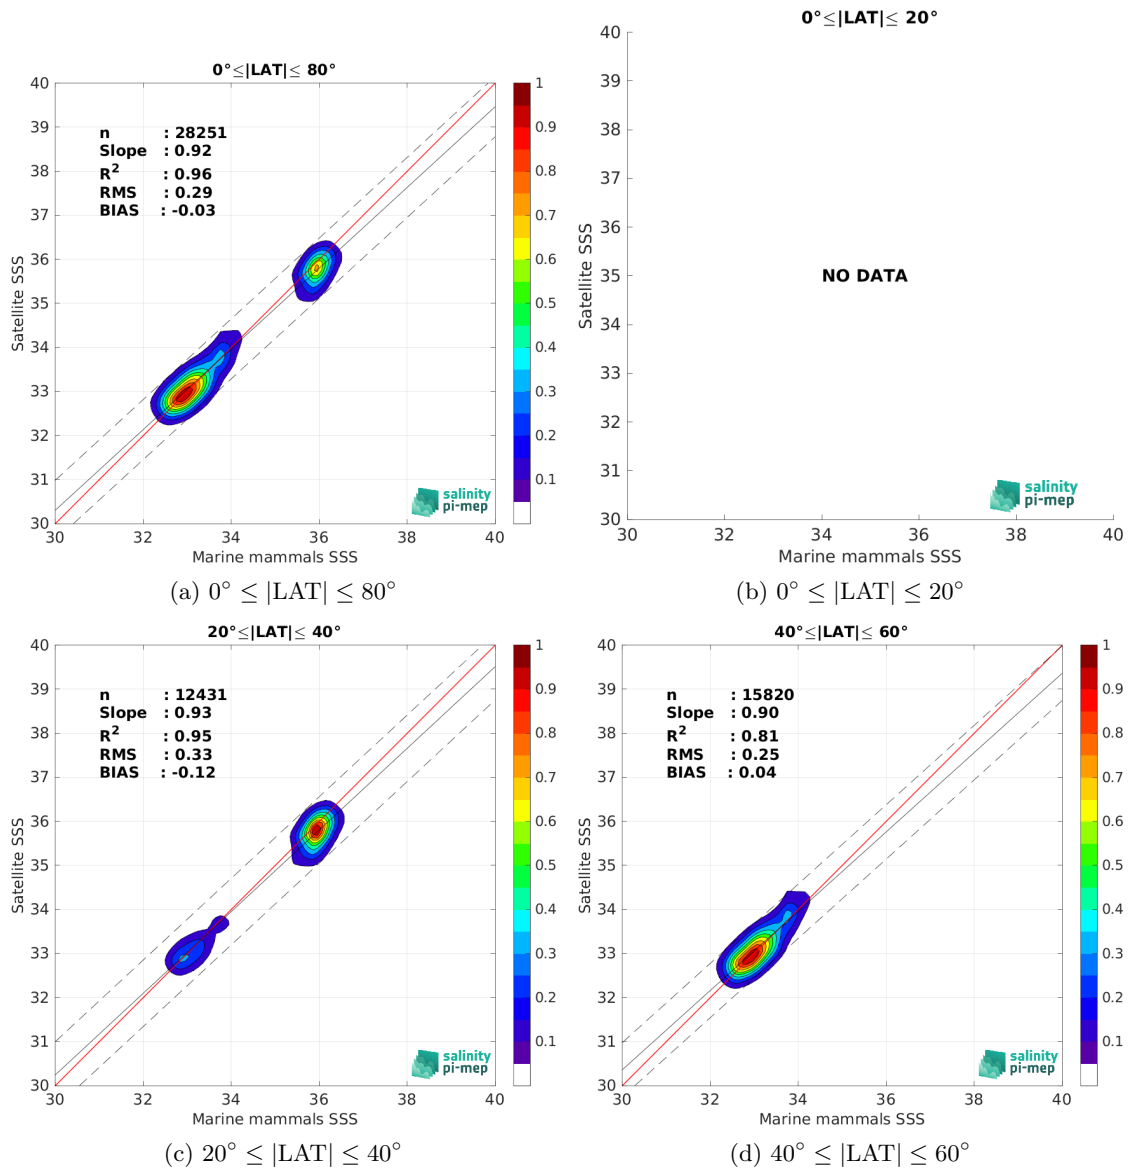 0°≤|LAT|≤ 80°
40
39
38
37
36
35
34
33
32
31
30
n : 28251
Slope : 0.92
R² : 0.96
RMS : 0.29
BIAS : -0.03
Satellite SSS
30 32 34 36 38 40
Marine mammals SSS
salinity
pi-mep
1
0.9
0.8
0.7
0.6
0.5
0.4
0.3
0.2
0.1
(a) 0° ≤ |LAT| ≤ 80°
0°≤|LAT|≤ 20°
40
39
38
37
36
35
34
33
32
31
30
NO DATA
Satellite SSS
30 32 34 36 38 40
Marine mammals SSS
salinity
pi-mep
(b) 0° ≤ |LAT| ≤ 20°
20°≤|LAT|≤ 40°
40
39
38
37
36
35
34
33
32
31
30
n : 12431
Slope : 0.93
R² : 0.95
RMS : 0.33
BIAS : -0.12
Satellite SSS
30 32 34 36 38 40
Marine mammals SSS
salinity
pi-mep
1
0.9
0.8
0.7
0.6
0.5
0.4
0.3
0.2
0.1
(c) 20° ≤ |LAT| ≤ 40°
40°≤|LAT|≤ 60°
40
39
38
37
36
35
34
33
32
31
30
n : 15820
Slope : 0.90
R² : 0.81
RMS : 0.25
BIAS : 0.04
Satellite SSS
30 32 34 36 38 40
Marine mammals SSS
salinity
pi-mep
1
0.9
0.8
0.7
0.6
0.5
0.4
0.3
0.2
0.1
(d) 40° ≤ |LAT| ≤ 60°